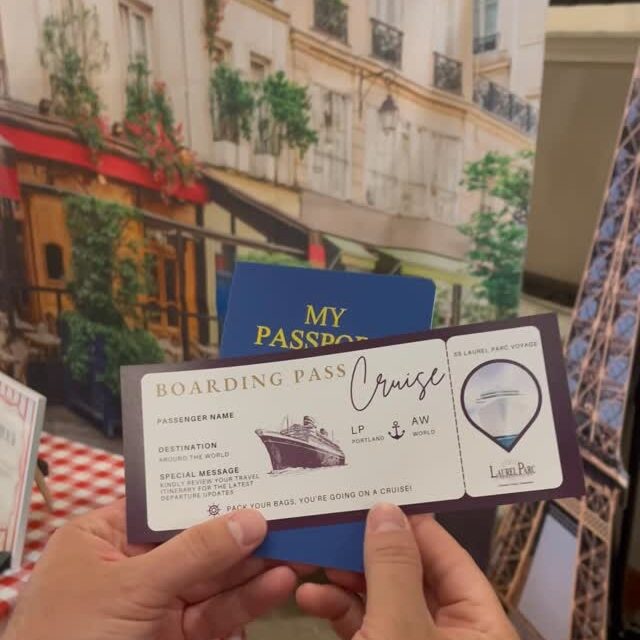 MY
PASSPO
BOARDING PASS Cruise
PASSENGER NAME
DESTINATION
AROUND THE WORLD
SPECIAL MESSAGE
KINDLY REVIEW YOUR TRAVEL
ITINERARY FOR THE LATEST
DEPARTURE UPDATES
PACK YOUR BAGS, YOU'RE GOING ON A CRUISE!
LP AW
PORTLAND WORLD
SS LAUREL PARC VOYAGE
LAUREL PARC